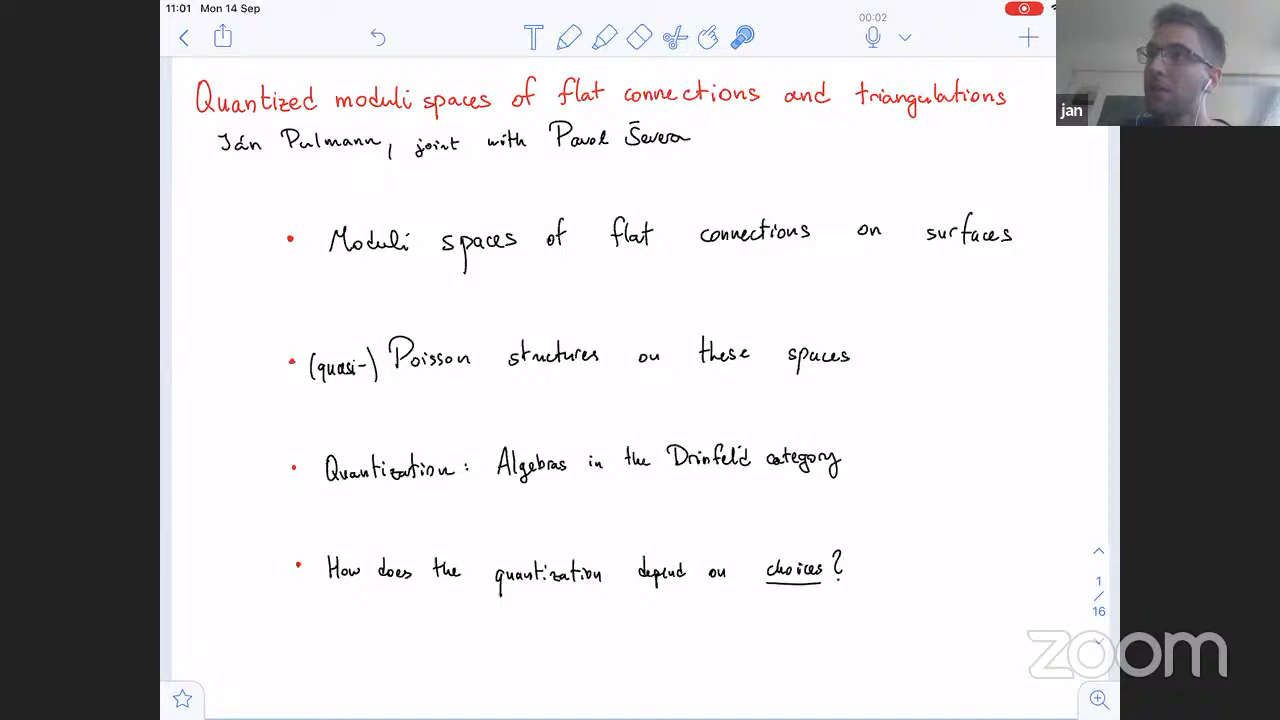 11:01 Mon 14 Sep
00:02
jan
Quantized moduli spaces of flat connections and triangulations
Ján Pulmann, joint with Pavol Ševera
• Moduli spaces of flat connections on surfaces
• (quasi-) Poisson structures on these spaces
• Quantization: Algebras in the Drinfeld category
• How does the quantization depend on choices?
1
/
16
zoom